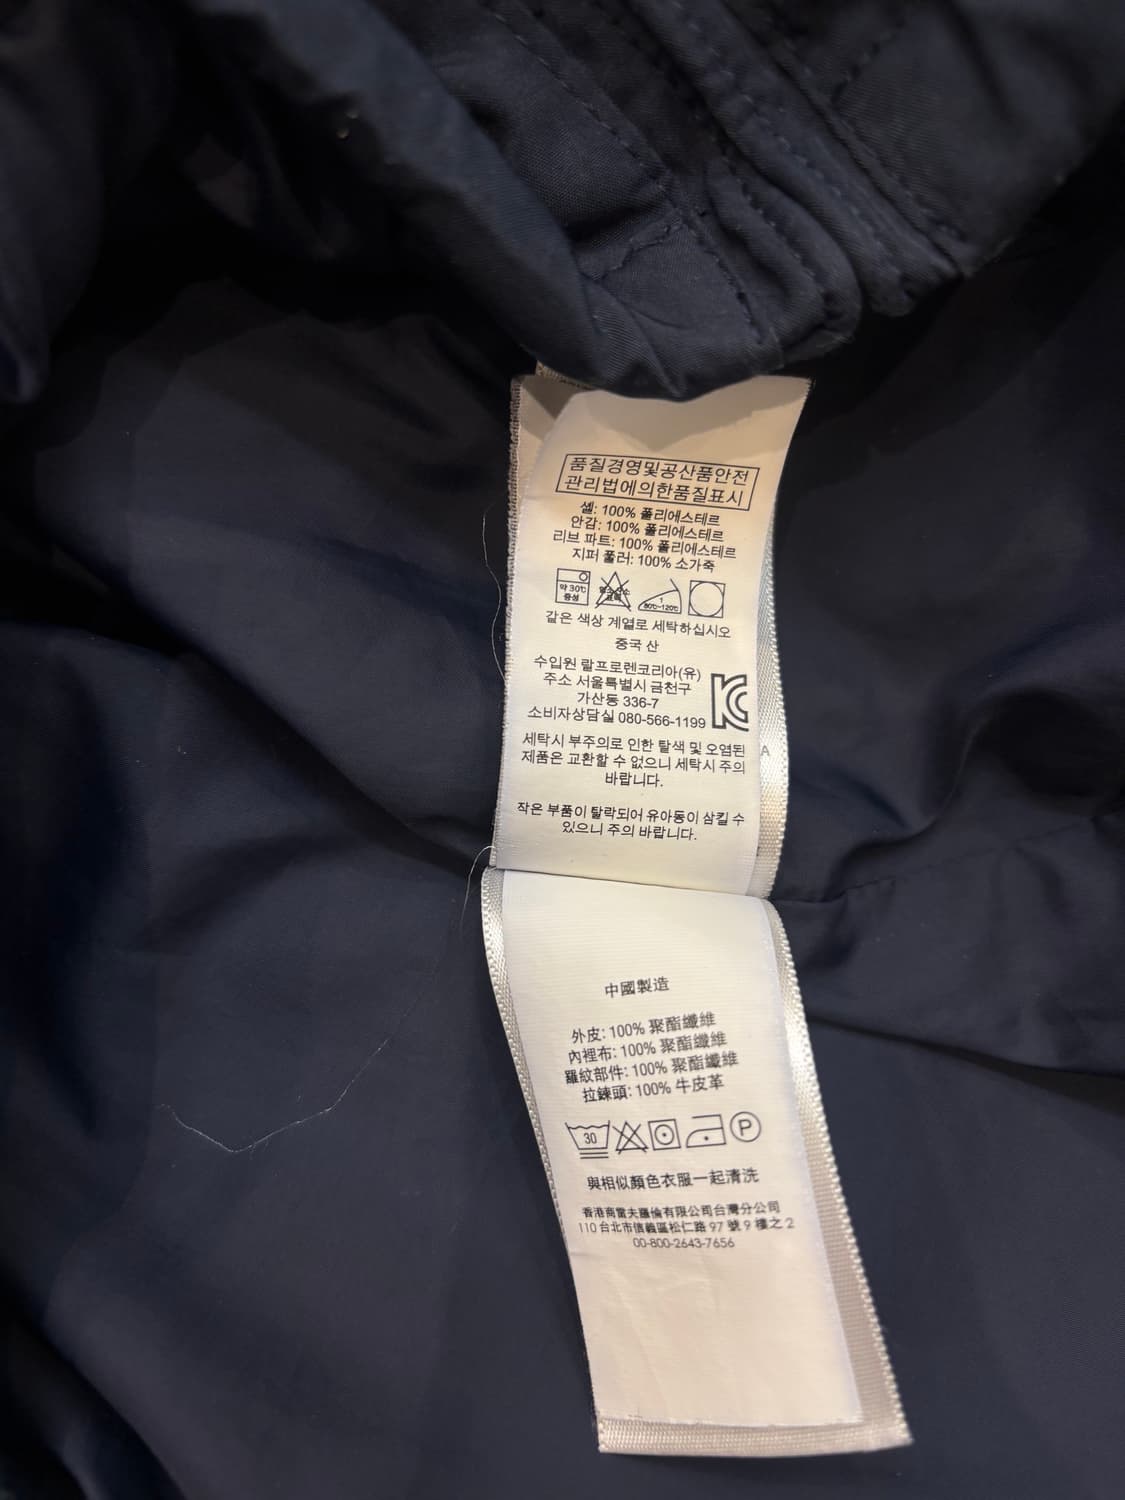 품질경영및공산품안전
관리법에의한품질표시
셸: 100% 폴리에스테르
안감: 100% 폴리에스테르
리브 파트: 100% 폴리에스테르
지퍼 풀러: 100% 소가죽
약 30℃
중성
1
80℃~120℃
같은 색상 계열로 세탁하십시오
중국 산
수입원 랄프로렌코리아(유)
주소 서울특별시 금천구
가산동 336-7
소비자상담실 080-566-1199
세탁시 부주의로 인한 탈색 및 오염된
제품은 교환할 수 없으니 세탁시 주의
바랍니다.
작은 부품이 탈락되어 유아동이 삼킬 수
있으니 주의 바랍니다.
A
中國製造
外皮: 100% 聚酯纖維
內裡布: 100% 聚酯纖維
羅紋部件: 100% 聚酯纖維
拉鍊頭: 100% 牛皮革
30
P
與相似顏色衣服一起清洗
香港商雷夫羅倫有限公司台灣分公司
110 台北市信義區松仁路 97 號 9 樓之 2
00-800-2643-7656